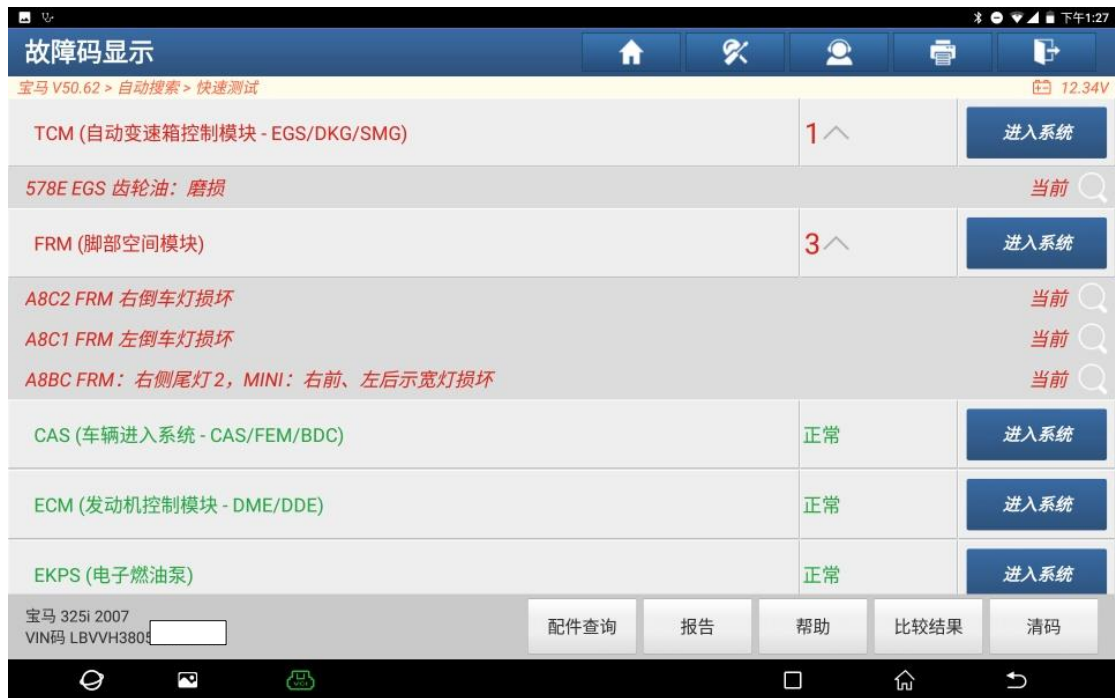 下午1:27
故障码显示
宝马 V50.62 > 自动搜索 > 快速测试 12.34V
TCM (自动变速箱控制模块 - EGS/DKG/SMG) 1 进入系统
578E EGS 齿轮油：磨损 当前
FRM (脚部空间模块) 3 进入系统
A8C2 FRM 右倒车灯损坏 当前
A8C1 FRM 左倒车灯损坏 当前
A8BC FRM：右侧尾灯 2，MINI：右前、左后示宽灯损坏 当前
CAS (车辆进入系统 - CAS/FEM/BDC) 正常 进入系统
ECM (发动机控制模块 - DME/DDE) 正常 进入系统
EKPS (电子燃油泵) 正常 进入系统
宝马 325i 2007
VIN码 LBVVH3805
配件查询 报告 帮助 比较结果 清码
VCI